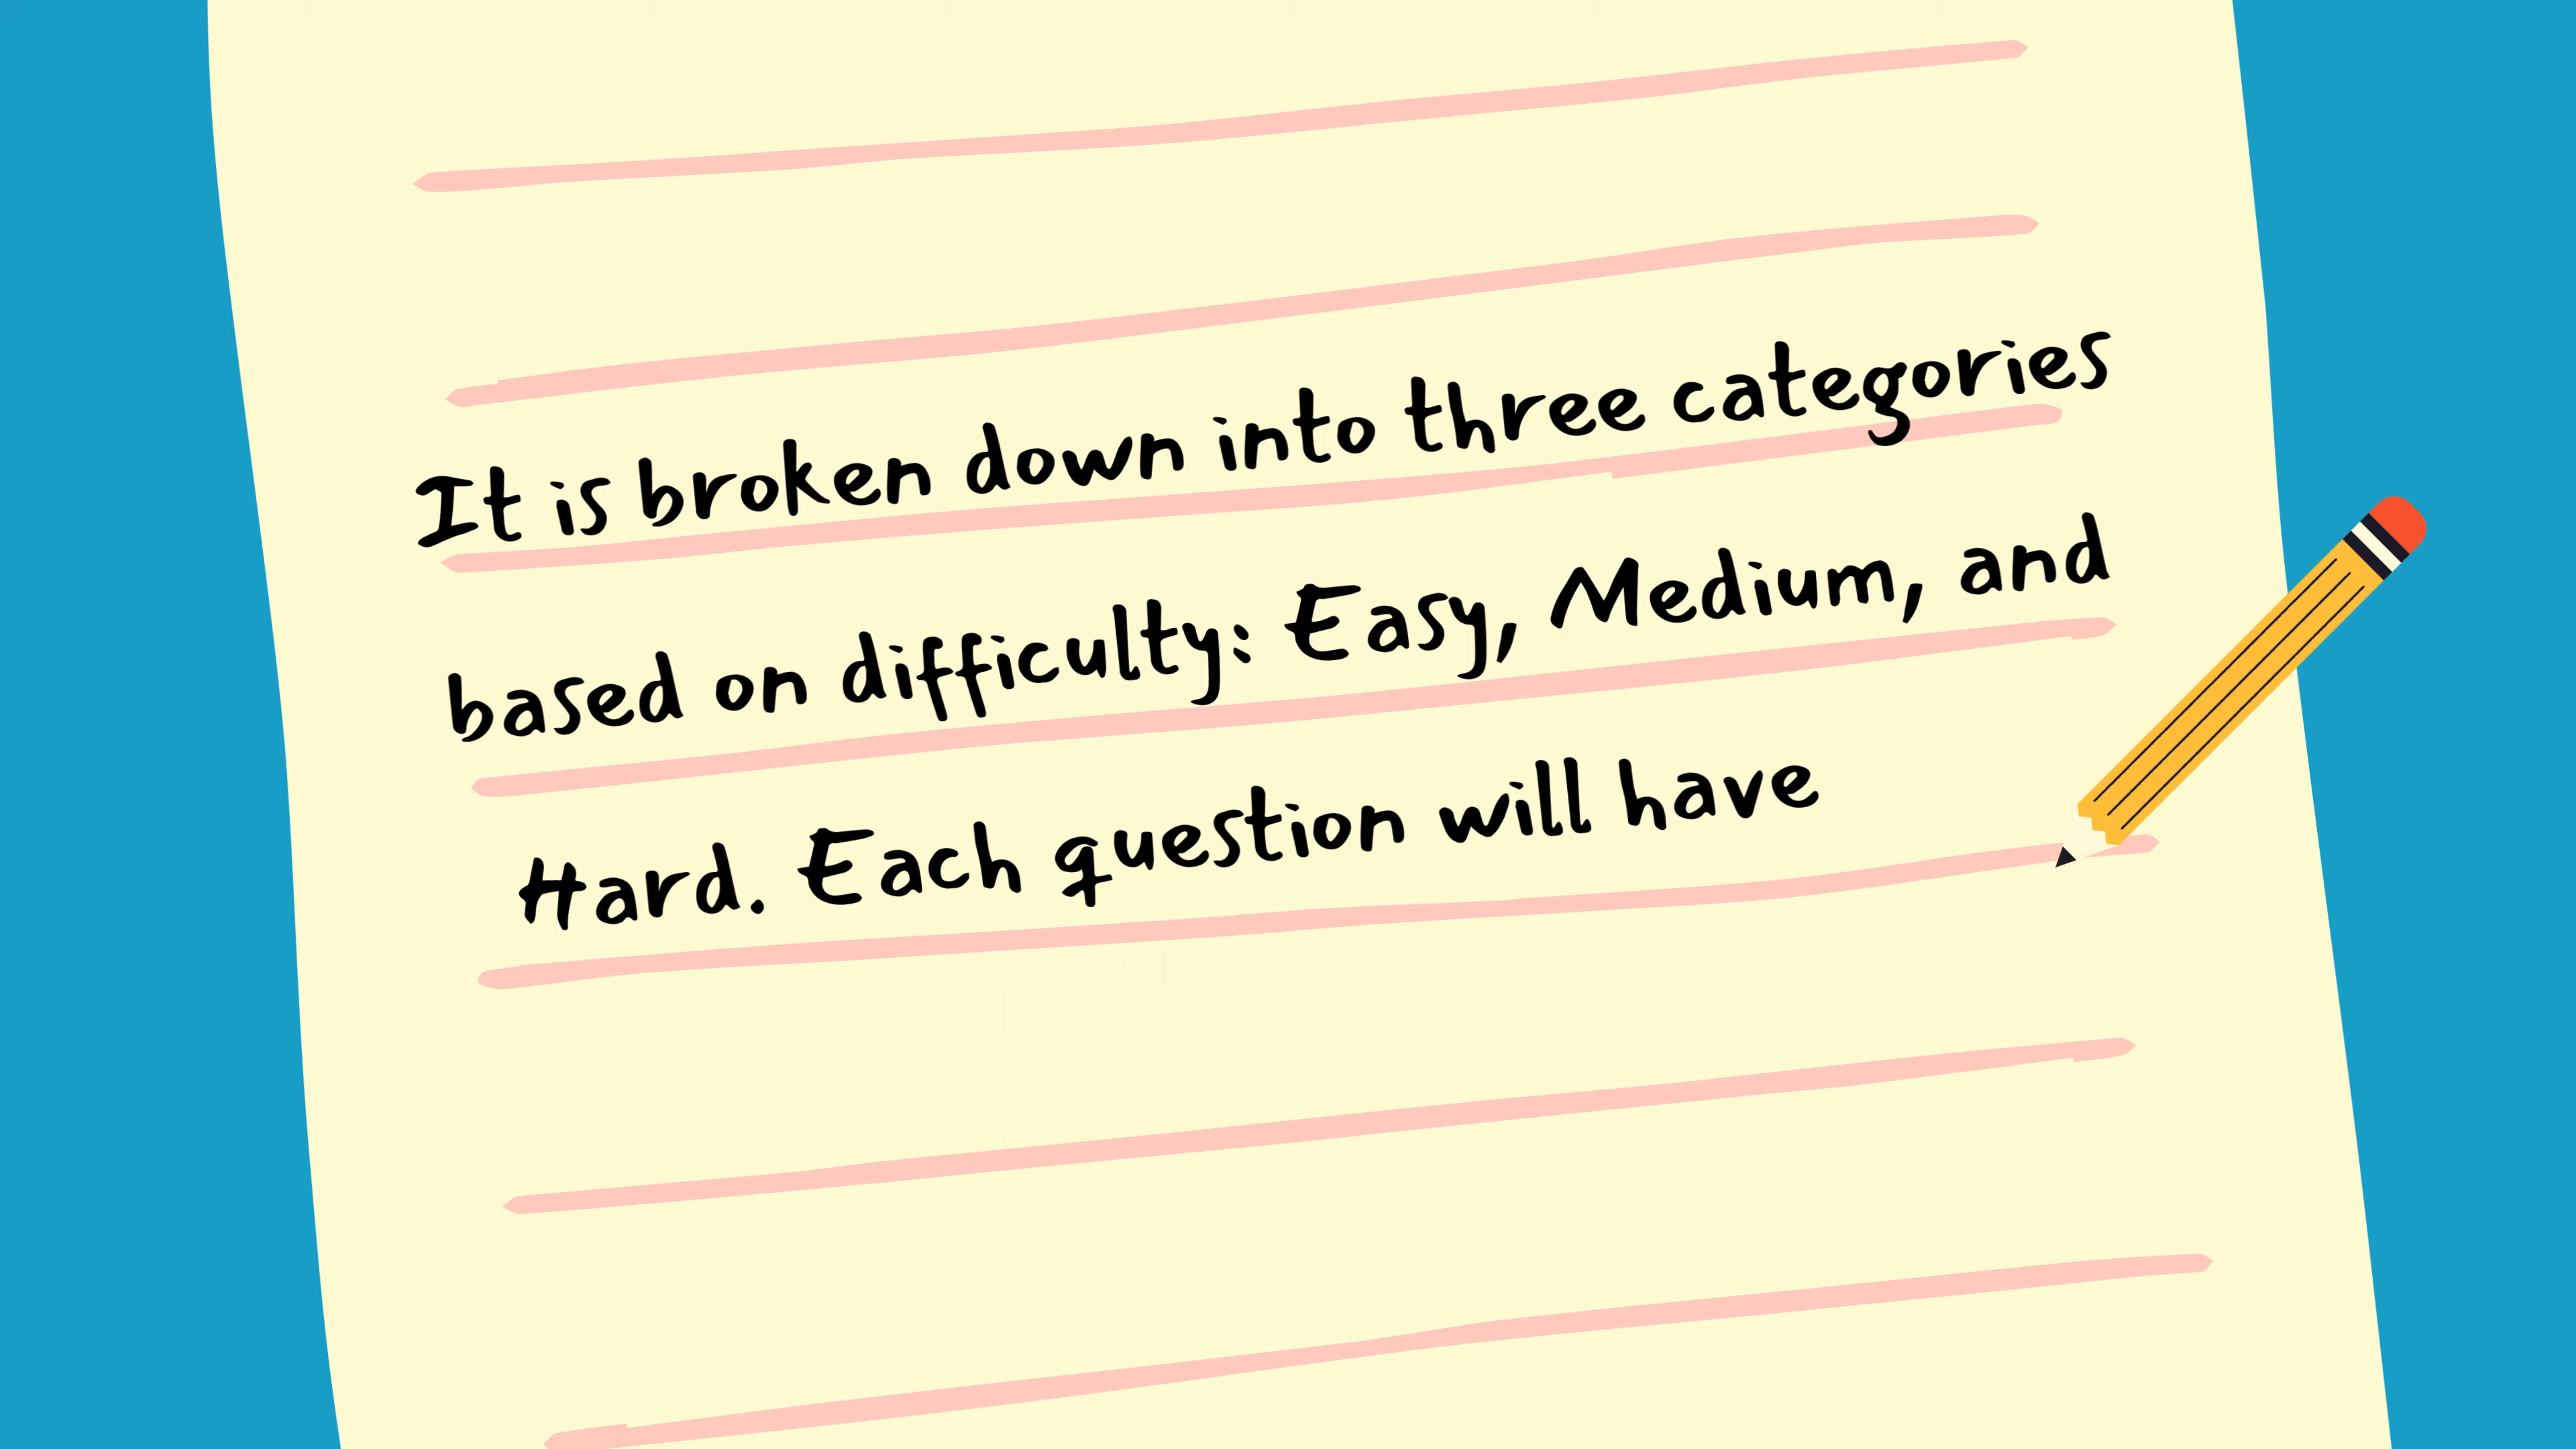 It is broken down into three categories
based on difficulty: Easy, Medium, and
Hard. Each question will have